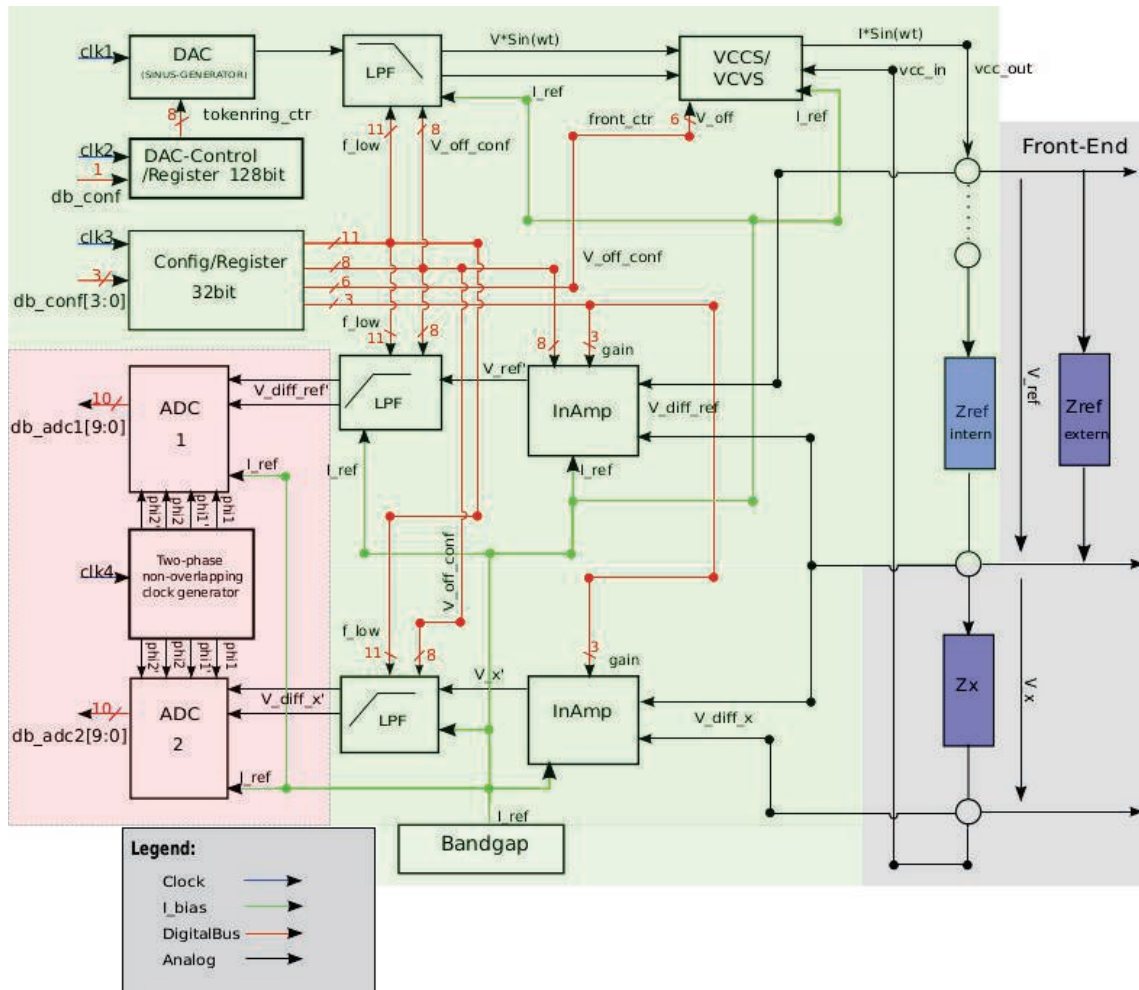 clk1
DAC
(SINUS-GENERATOR)
LPF
V*Sin(wt)
VCCS/
VCVS
I*Sin(wt)
vcc_in
vcc_out
I_ref
I_ref
8
tokenring_ctr
11
8
front_ctr
6
V_off
f_low
V_off_conf
Front-End
clk2
1
db_conf
DAC-Control
/Register 128bit
clk3
3
db_conf[3:0]
Config/Register
32bit
11
8
6
3
V_off_conf
f_low
11
8
8
3
gain
V_ref'
LPF
InAmp
V_diff_ref
V_diff_ref'
I_ref
I_ref
10
db_adc1[9:0]
ADC
1
I_ref
Zref
intern
V_ref
Zref
extern
phi2'
phi2
phi1'
phi1
clk4
Two-phase
non-overlapping
clock generator
phi2'
phi2
phi1'
phi1
V_off_conf
f_low
11
8
3
gain
V_x'
LPF
InAmp
V_diff_x
V_diff_x'
10
db_adc2[9:0]
ADC
2
I_ref
Zx
V_x
I_ref
Bandgap
Legend:
Clock
I_bias
DigitalBus
Analog